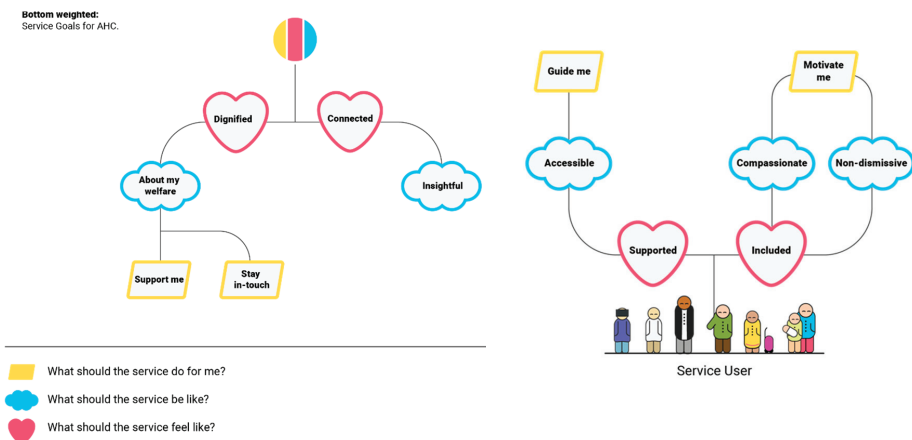 Bottom weighted:
Service Goals for AHC.
Dignified
Connected
About my
welfare
Insightful
Support me
Stay
in-touch
Guide me
Motivate
me
Accessible
Compassionate
Non-dismissive
Supported
Included
Service User
What should the service do for me?
What should the service be like?
What should the service feel like?